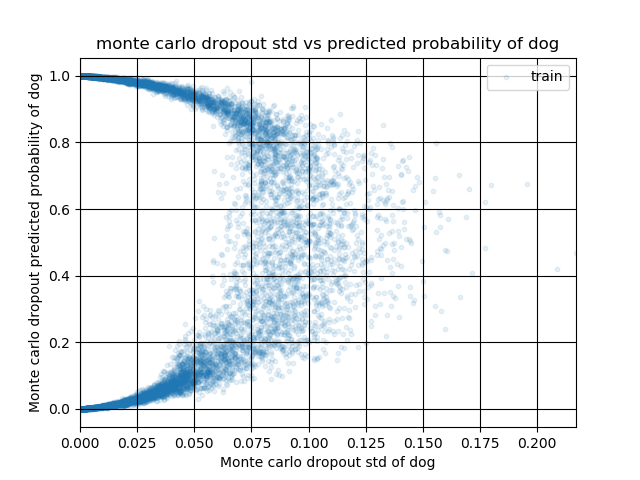 monte carlo dropout std vs predicted probability of dog
train
Monte carlo dropout predicted probability of dog
1.0
0.8
0.6
0.4
0.2
0.0
0.000 0.025 0.050 0.075 0.100 0.125 0.150 0.175 0.200
Monte carlo dropout std of dog